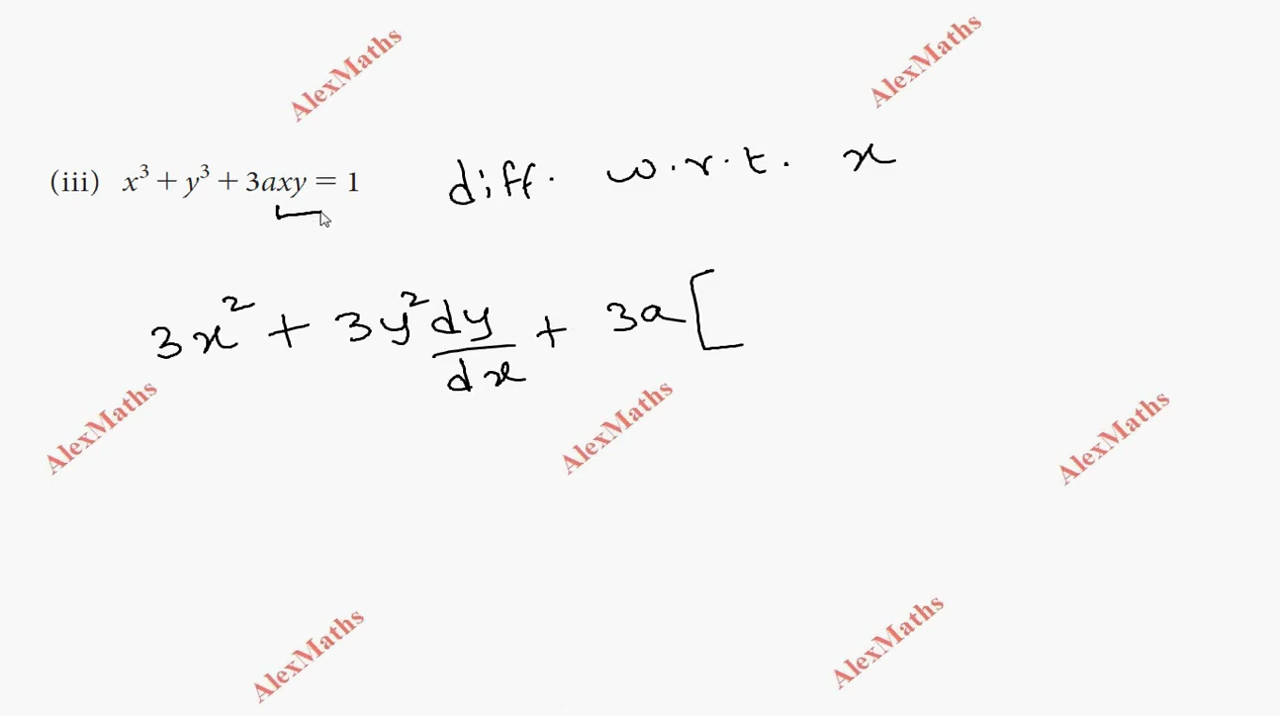 AlexMaths
AlexMaths
(iii) x³ + y³ + 3axy = 1 diff. w.r.t. x
3x² + 3y² dy/dx + 3a[
AlexMaths
AlexMaths
AlexMaths
AlexMaths
AlexMaths